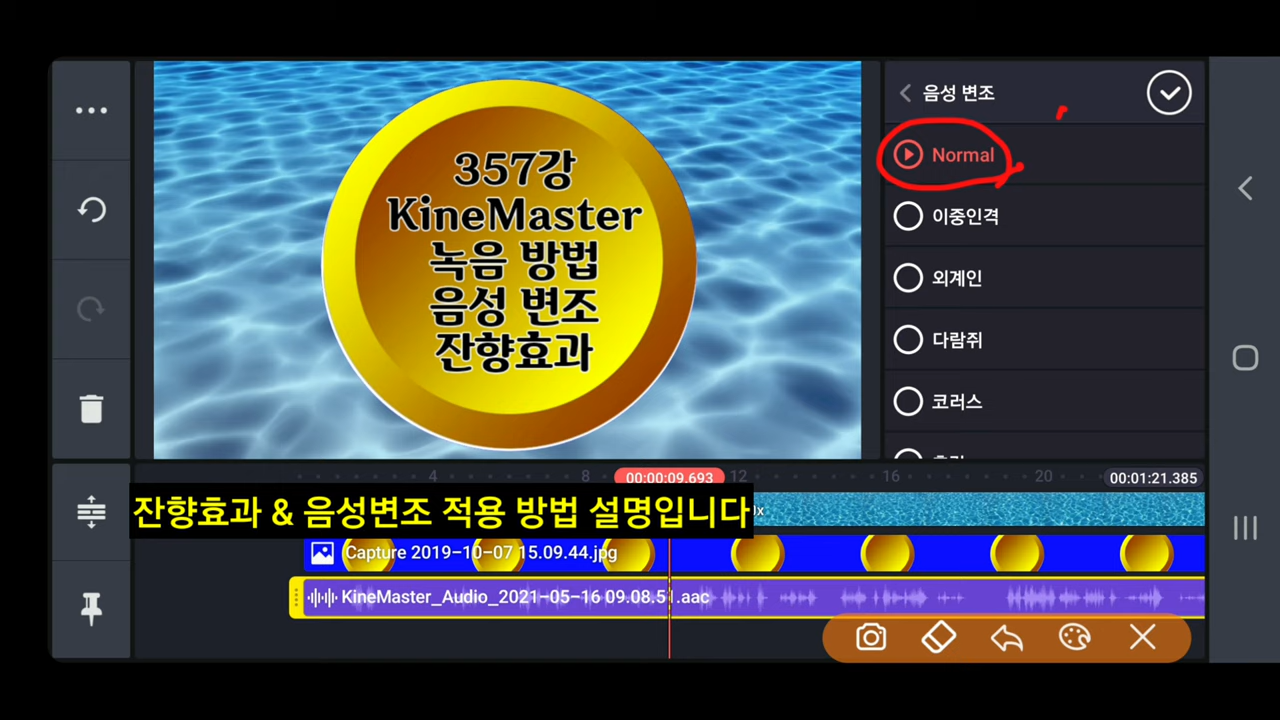 음성 변조
Normal
이중인격
외계인
다람쥐
코러스
357강
KineMaster
녹음 방법
음성 변조
잔향효과
4
8
00:00:09.693
12
16
20
00:01:21.385
잔향효과 & 음성변조 적용 방법 설명입니다
Capture 2019-10-07 15.09.44.jpg
KineMaster_Audio_2021-05-16 09.08.51.aac